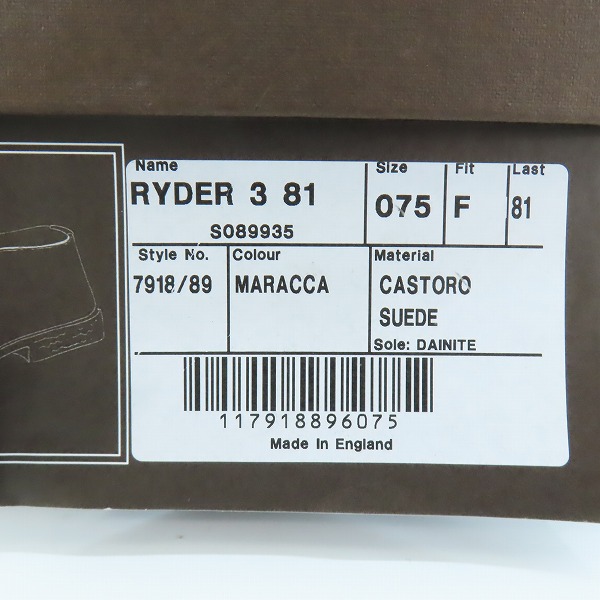 Name Size Fit Last
RYDER 3 81 075 F 81
S089935
Style No. Colour Material
7918/89 MARACCA CASTORO
SUEDE
Sole: DAINITE
117918896075
Made In England